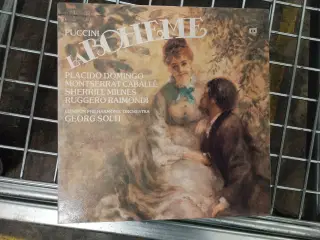 PUCCINI
LA BOHEME
PLACIDO DOMINGO
MONTSERRAT CABALLÉ
SHERRILL MILNES
RUGGERO RAIMONDI
LONDON PHILHARMONIC ORCHESTRA
GEORG SOLTI